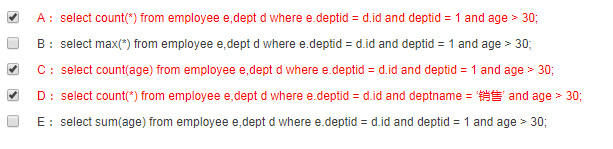 A： select count(*) from employee e,dept d where e.deptid = d.id and deptid = 1 and age > 30;
B： select max(*) from employee e,dept d where e.deptid = d.id and deptid = 1 and age > 30;
C： select count(age) from employee e,dept d where e.deptid = d.id and deptid = 1 and age > 30;
D： select count(*) from employee e,dept d where e.deptid = d.id and deptname = '销售' and age > 30;
E： select sum(age) from employee e,dept d where e.deptid = d.id and deptid = 1 and age > 30;